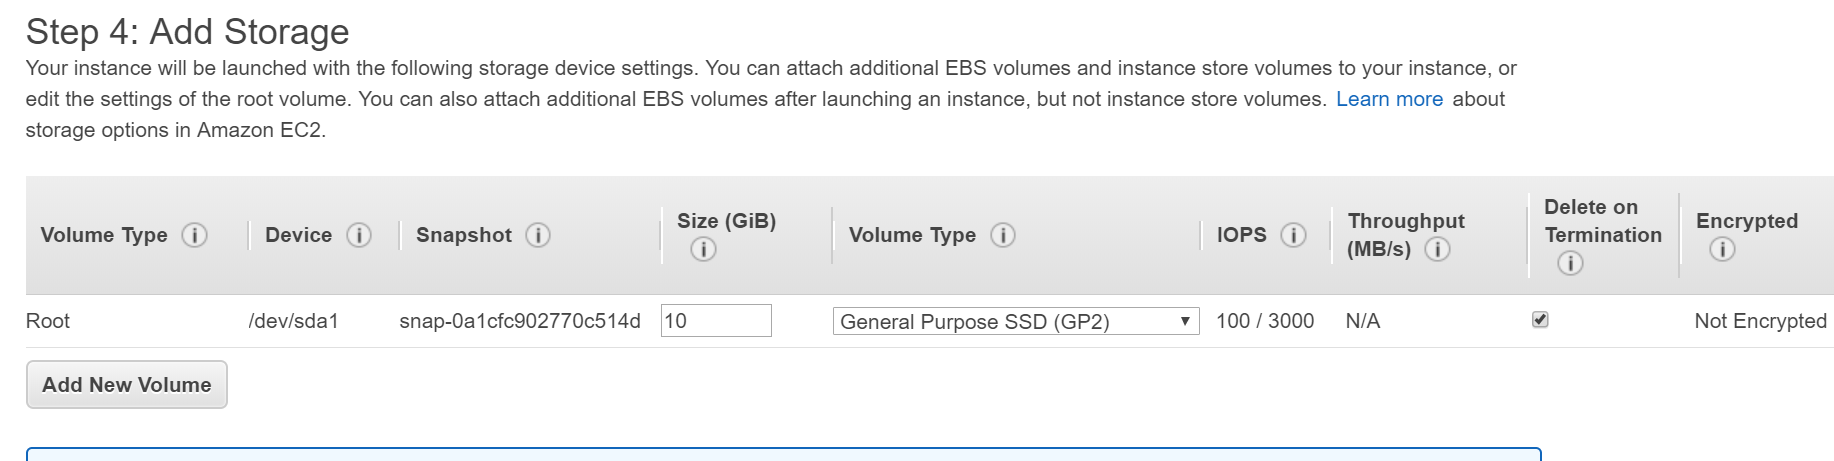 Step 4: Add Storage
Your instance will be launched with the following storage device settings. You can attach additional EBS volumes and instance store volumes to your instance, or
edit the settings of the root volume. You can also attach additional EBS volumes after launching an instance, but not instance store volumes. Learn more about
storage options in Amazon EC2.
Volume Type Device Snapshot Size (GiB) Volume Type IOPS Throughput (MB/s) Delete on Termination Encrypted
Root /dev/sda1 snap-0a1cfc902770c514d 10 General Purpose SSD (GP2) 100 / 3000 N/A Not Encrypted
Add New Volume